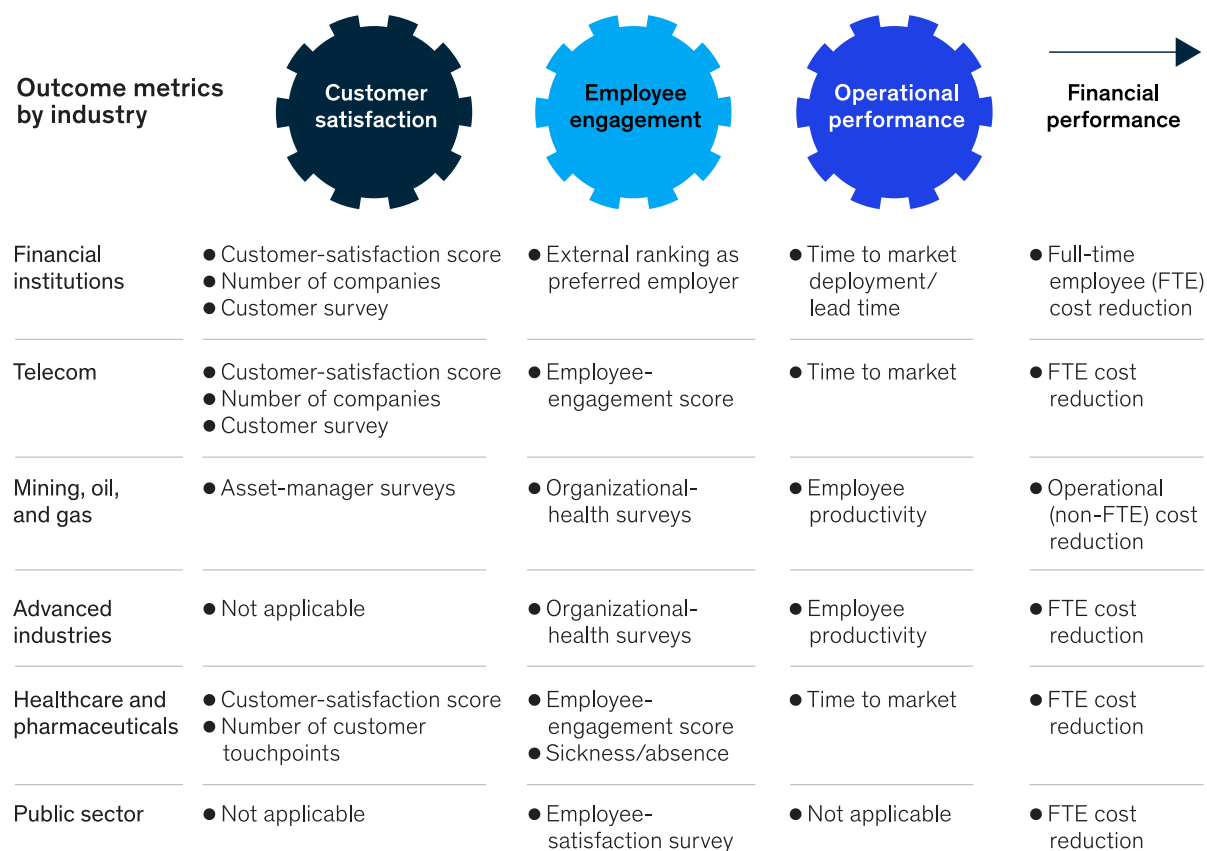 Outcome metrics
by industry
Customer
satisfaction
Employee
engagement
Operational
performance
Financial
performance
Financial
institutions
● Customer-satisfaction score
● Number of companies
● Customer survey
● External ranking as
preferred employer
● Time to market
deployment/
lead time
● Full-time
employee (FTE)
cost reduction
Telecom
● Customer-satisfaction score
● Number of companies
● Customer survey
● Employee-
engagement score
● Time to market
● FTE cost
reduction
Mining, oil,
and gas
● Asset-manager surveys
● Organizational-
health surveys
● Employee
productivity
● Operational
(non-FTE) cost
reduction
Advanced
industries
● Not applicable
● Organizational-
health surveys
● Employee
productivity
● FTE cost
reduction
Healthcare and
pharmaceuticals
● Customer-satisfaction score
● Number of customer
touchpoints
● Employee-
engagement score
● Sickness/absence
● Time to market
● FTE cost
reduction
Public sector
● Not applicable
● Employee-
satisfaction survey
● Not applicable
● FTE cost
reduction